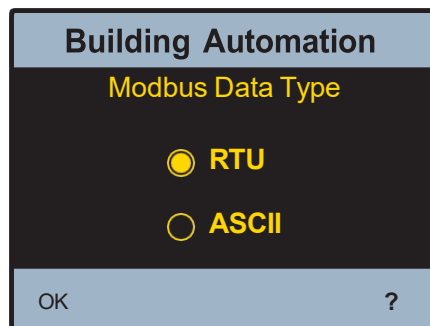 Building Automation
Modbus Data Type
RTU
ASCII
OK ?